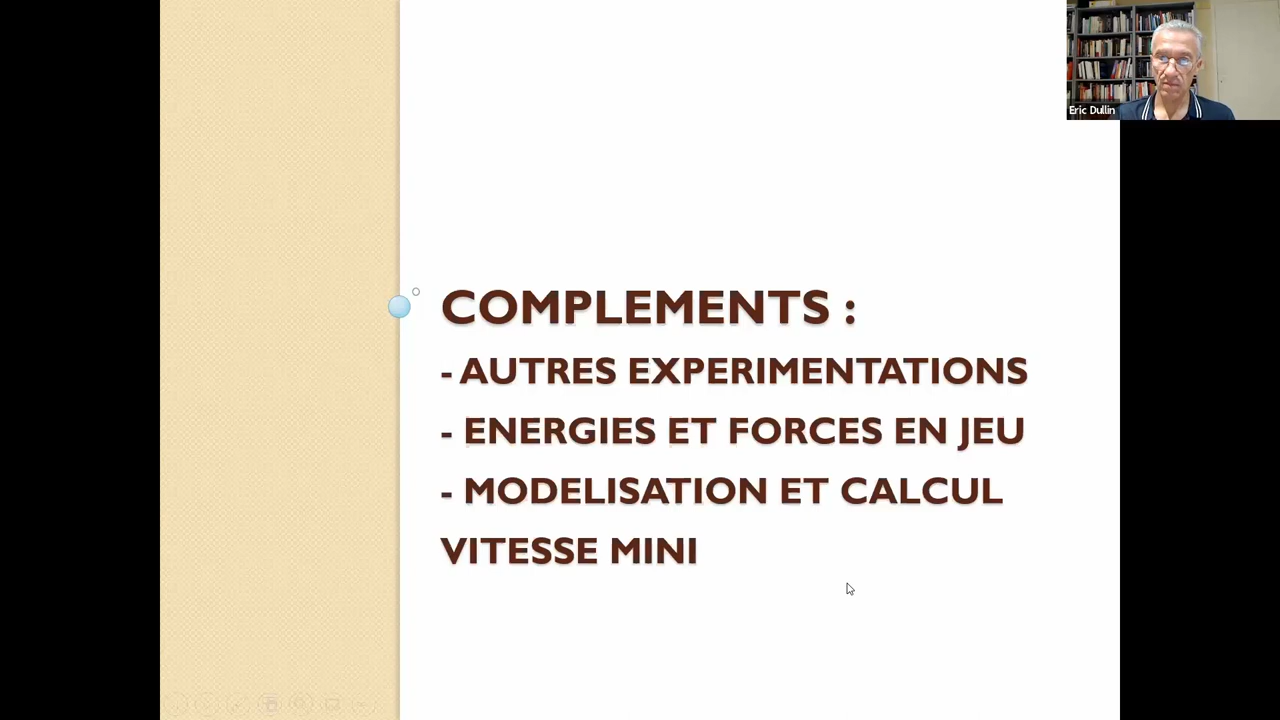 Eric Dullin
COMPLEMENTS :
- AUTRES EXPERIMENTATIONS
- ENERGIES ET FORCES EN JEU
- MODELISATION ET CALCUL
VITESSE MINI